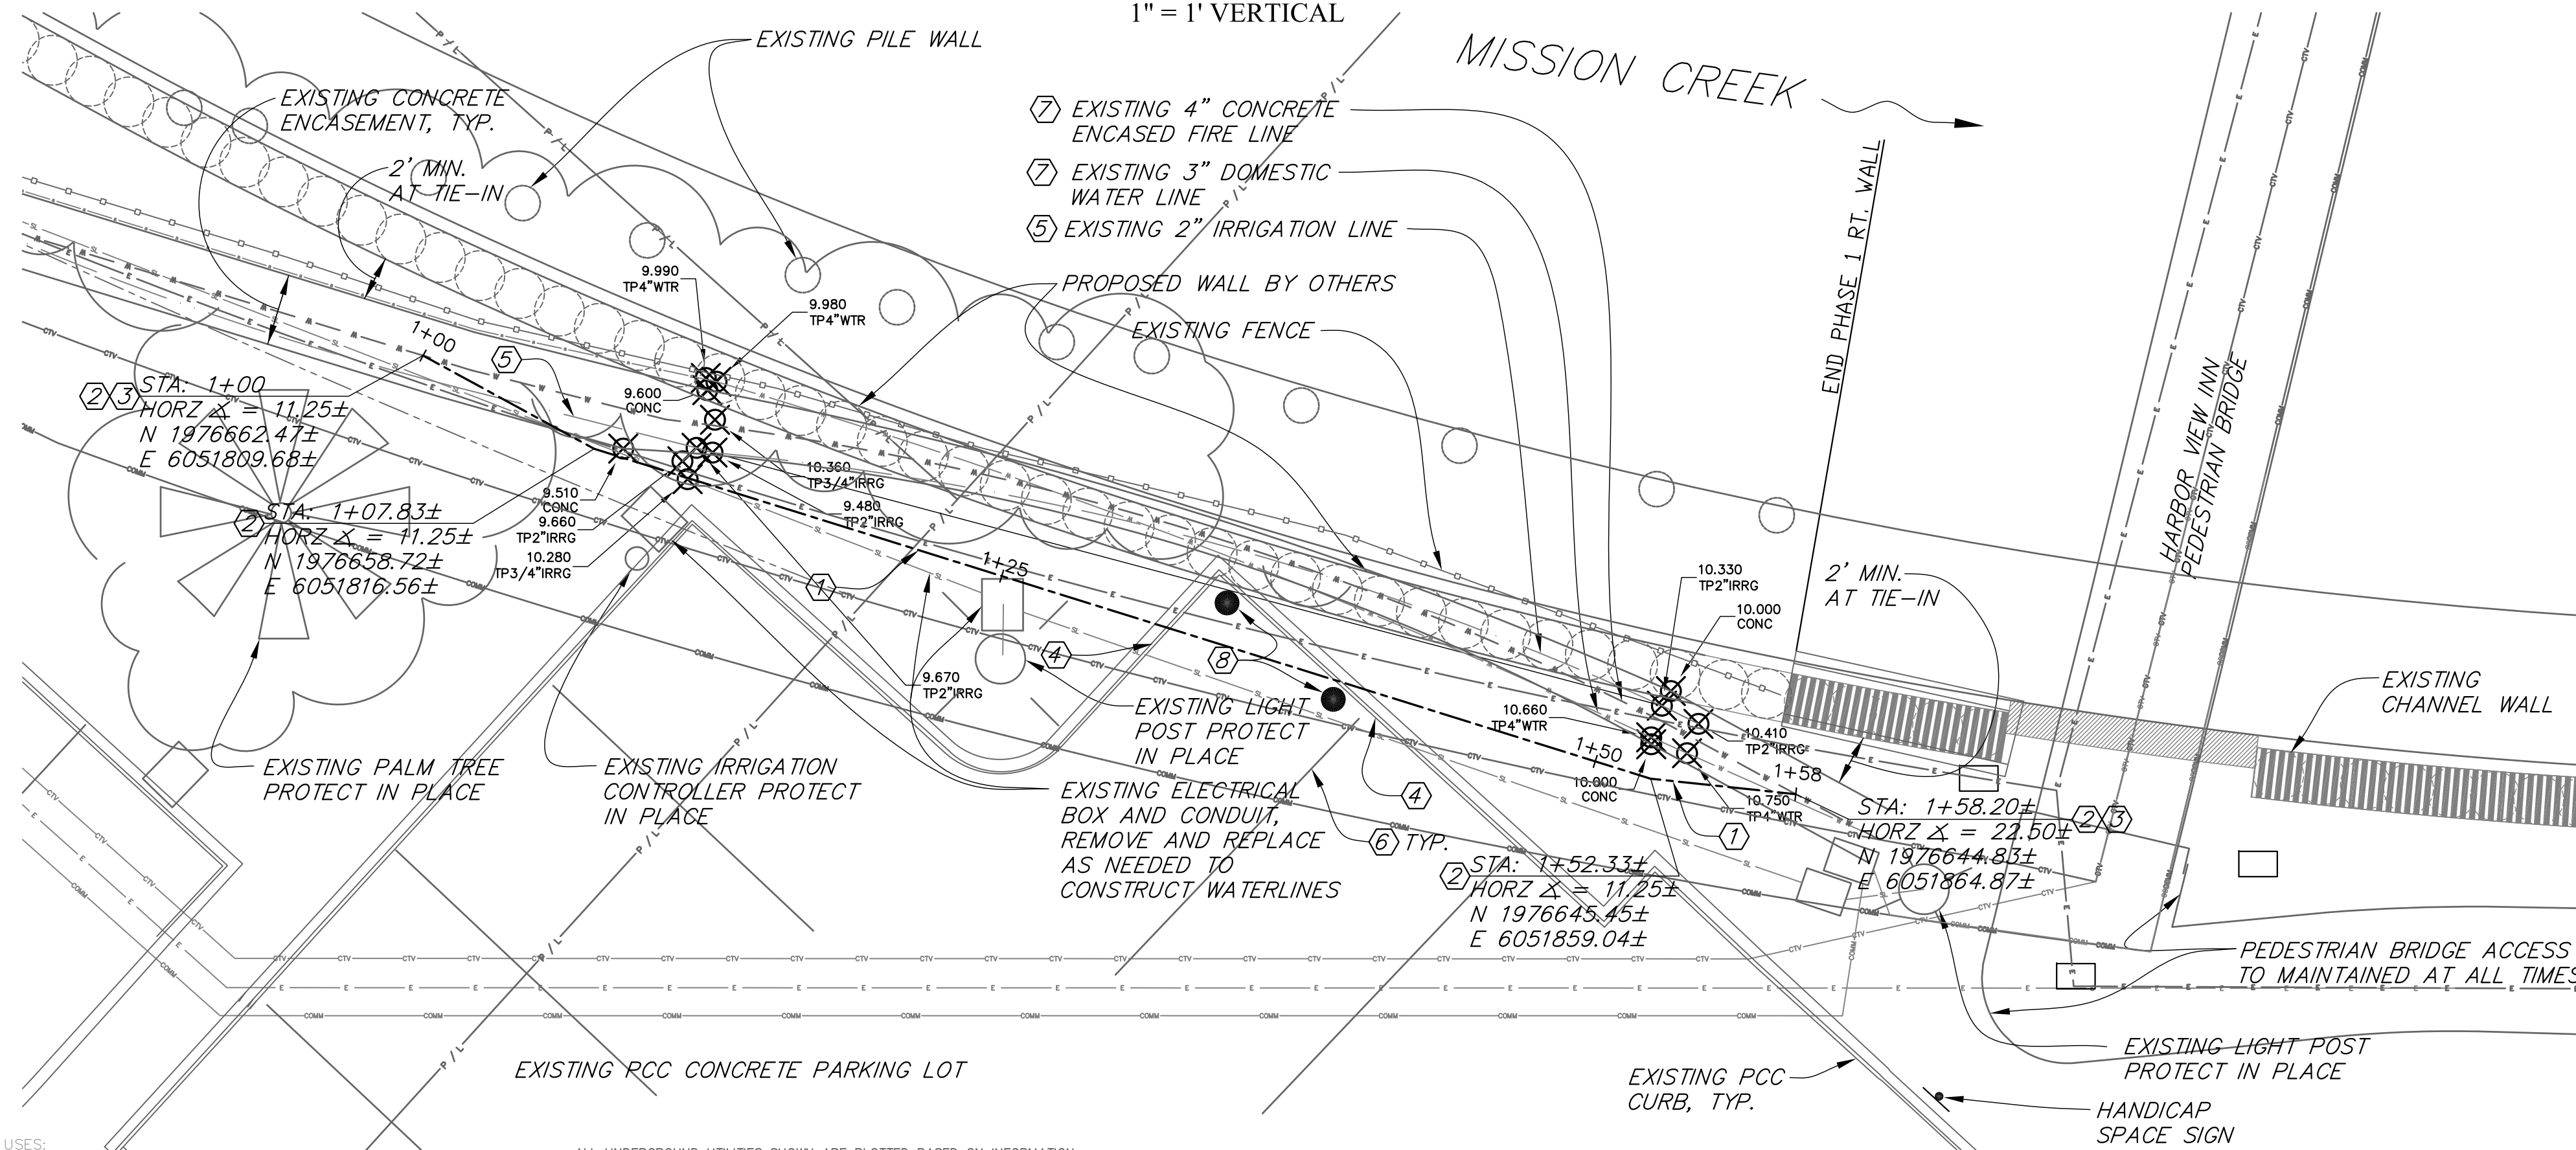 1" = 1' VERTICAL
EXISTING PILE WALL
MISSION CREEK
EXISTING CONCRETE
ENCASEMENT, TYP.
2' MIN.
AT TIE-IN
7 EXISTING 4" CONCRETE
ENCASED FIRE LINE
7 EXISTING 3" DOMESTIC
WATER LINE
5 EXISTING 2" IRRIGATION LINE
PROPOSED WALL BY OTHERS
EXISTING FENCE
END PHASE 1 RT. WALL
HARBOR VIEW INN
PEDESTRIAN BRIDGE
9.990
TP4"WTR
9.980
TP4"WTR
9.600
CONC
1+00
5
2 3 STA: 1+00
HORZ ∡ = 11.25±
N 1976662.47±
E 6051809.68±
10.360
TP3/4"IRRG
9.510
CONC
9.480
TP2"IRRG
9.660
TP2"IRRG
10.280
TP3/4"IRRG
2 STA: 1+07.83±
HORZ ∡ = 11.25±
N 1976658.72±
E 6051816.56±
1
1+25
4
8
9.670
TP2"IRRG
10.330
TP2"IRRG
10.000
CONC
2' MIN.
AT TIE-IN
10.660
TP4"WTR
10.410
TP2"IRRG
1+50
1+58
10.000
CONC
10.750
TP4"WTR
EXISTING
CHANNEL WALL
EXISTING LIGHT
POST PROTECT
IN PLACE
EXISTING PALM TREE
PROTECT IN PLACE
EXISTING IRRIGATION
CONTROLLER PROTECT
IN PLACE
EXISTING ELECTRICAL
BOX AND CONDUIT,
REMOVE AND REPLACE
AS NEEDED TO
CONSTRUCT WATERLINES
4
6 TYP.
1
STA: 1+58.20± 2 3
HORZ ∡ = 22.50±
N 1976644.83±
E 6051864.87±
2 STA: 1+52.33±
HORZ ∡ = 11.25±
N 1976645.45±
E 6051859.04±
PEDESTRIAN BRIDGE ACCESS
TO MAINTAINED AT ALL TIMES
EXISTING LIGHT POST
PROTECT IN PLACE
EXISTING PCC CONCRETE PARKING LOT
EXISTING PCC
CURB, TYP.
HANDICAP
SPACE SIGN
USES:
ALL UNDERGROUND UTILITIES SHOWN ARE PLOTTED BASED ON INFORMATION